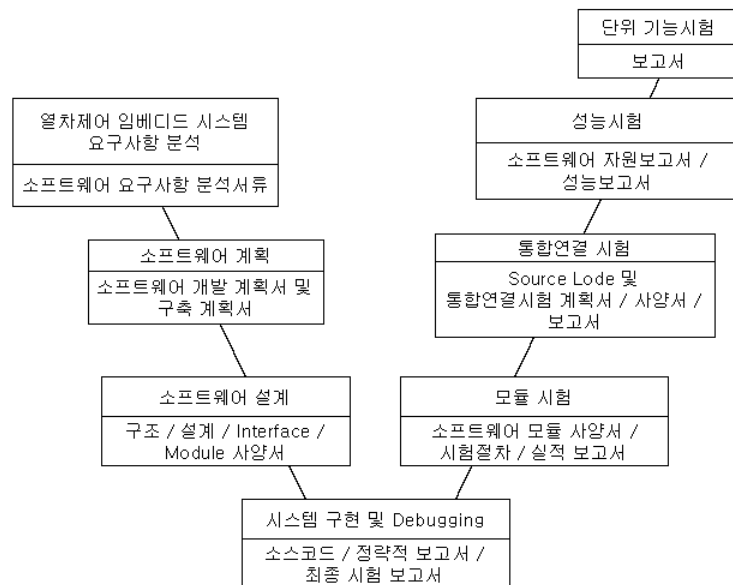 단위 기능시험
보고서
열차제어 임베디드 시스템
요구사항 분석
소프트웨어 요구사항 분석서류
성능시험
소프트웨어 자원보고서 /
성능보고서
소프트웨어 계획
소프트웨어 개발 계획서 및
구축 계획서
통합연결 시험
Source Lode 및
통합연결시험 계획서 / 사양서 /
보고서
소프트웨어 설계
구조 / 설계 / Interface /
Module 사양서
모듈 시험
소프트웨어 모듈 사양서 /
시험절차 / 실적 보고서
시스템 구현 및 Debugging
소스코드 / 정략적 보고서 /
최종 시험 보고서